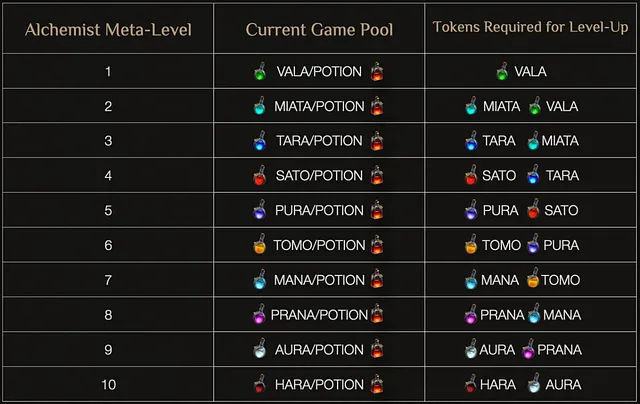 Alchemist Meta-Level Current Game Pool Tokens Required for Level-Up
1 VALA/POTION VALA
2 MIATA/POTION MIATA VALA
3 TARA/POTION TARA MIATA
4 SATO/POTION SATO TARA
5 PURA/POTION PURA SATO
6 TOMO/POTION TOMO PURA
7 MANA/POTION MANA TOMO
8 PRANA/POTION PRANA MANA
9 AURA/POTION AURA PRANA
10 HARA/POTION HARA AURA